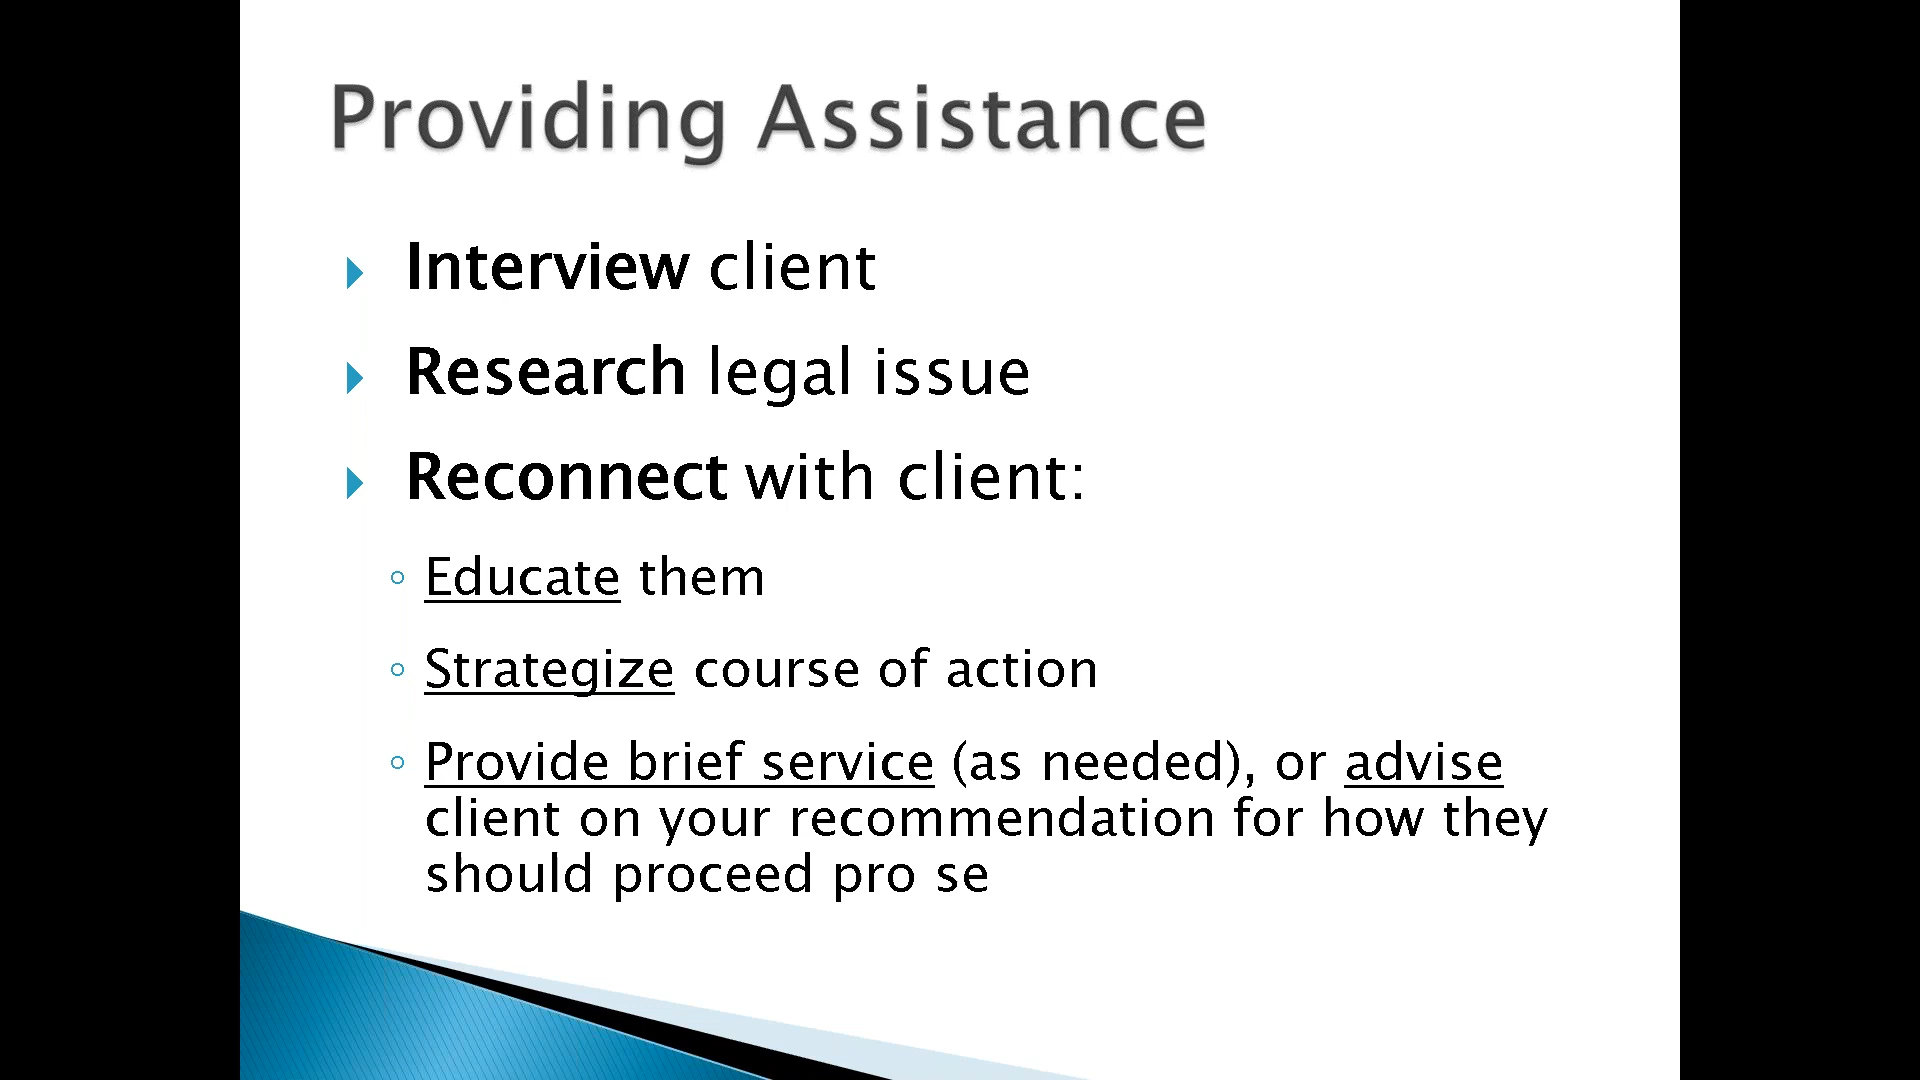 Providing Assistance
Interview client
Research legal issue
Reconnect with client:
Educate them
Strategize course of action
Provide brief service (as needed), or advise
client on your recommendation for how they
should proceed pro se